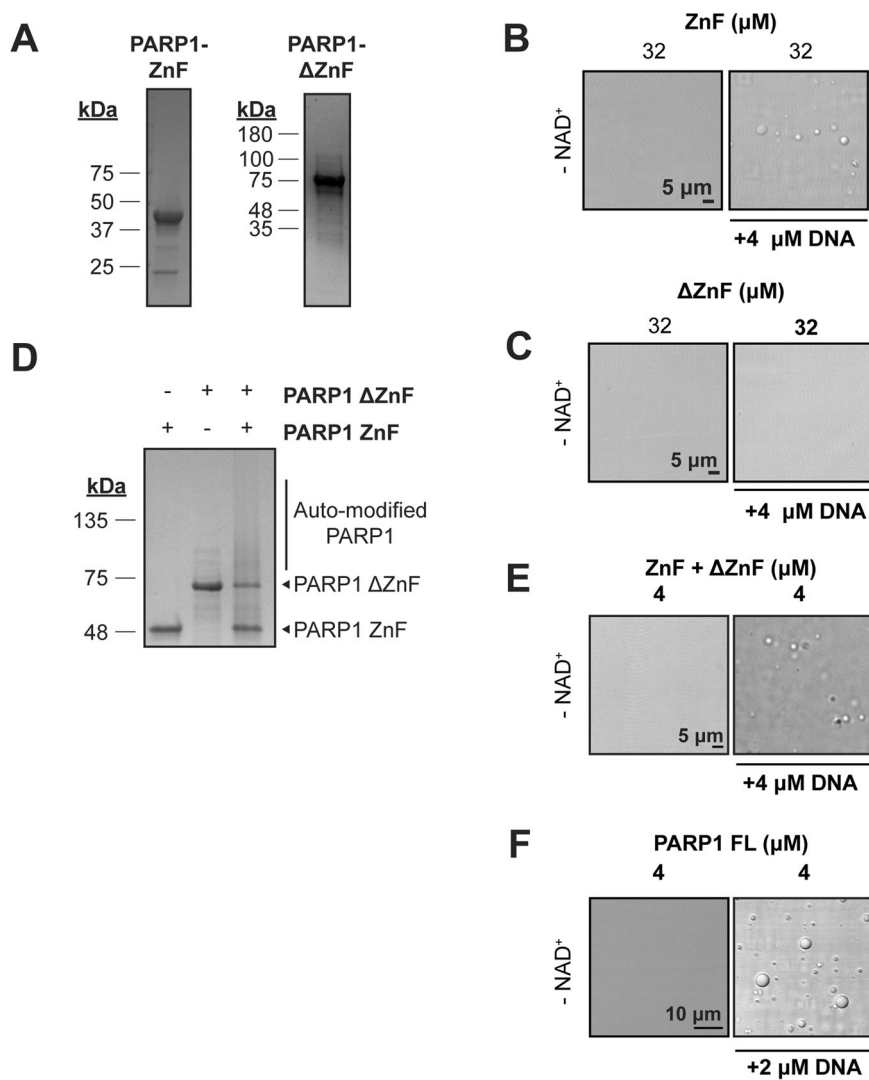 A
PARP1-
ZnF
PARP1-
ΔZnF
kDa
75
50
37
25
kDa
180
100
75
48
35
B
ZnF (µM)
32 32
- NAD⁺
5 µm
+4 µM DNA
C
ΔZnF (µM)
32 32
- NAD⁺
5 µm
+4 µM DNA
D
- + + PARP1 ΔZnF
+ - + PARP1 ZnF
kDa
135
75
48
Auto-modified
PARP1
PARP1 ΔZnF
PARP1 ZnF
E
ZnF + ΔZnF (µM)
4 4
- NAD⁺
5 µm
+4 µM DNA
F
PARP1 FL (µM)
4 4
- NAD⁺
10 µm
+2 µM DNA